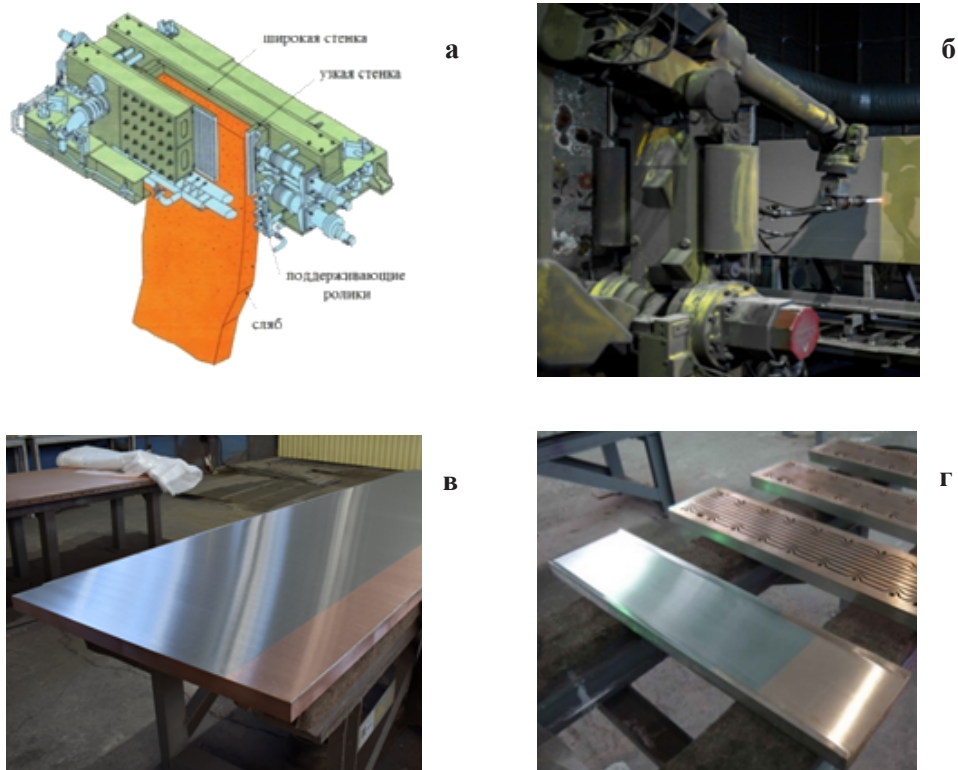 а
б
широкая стенка
узкая стенка
поддерживающие
ролики
сляб
в
г